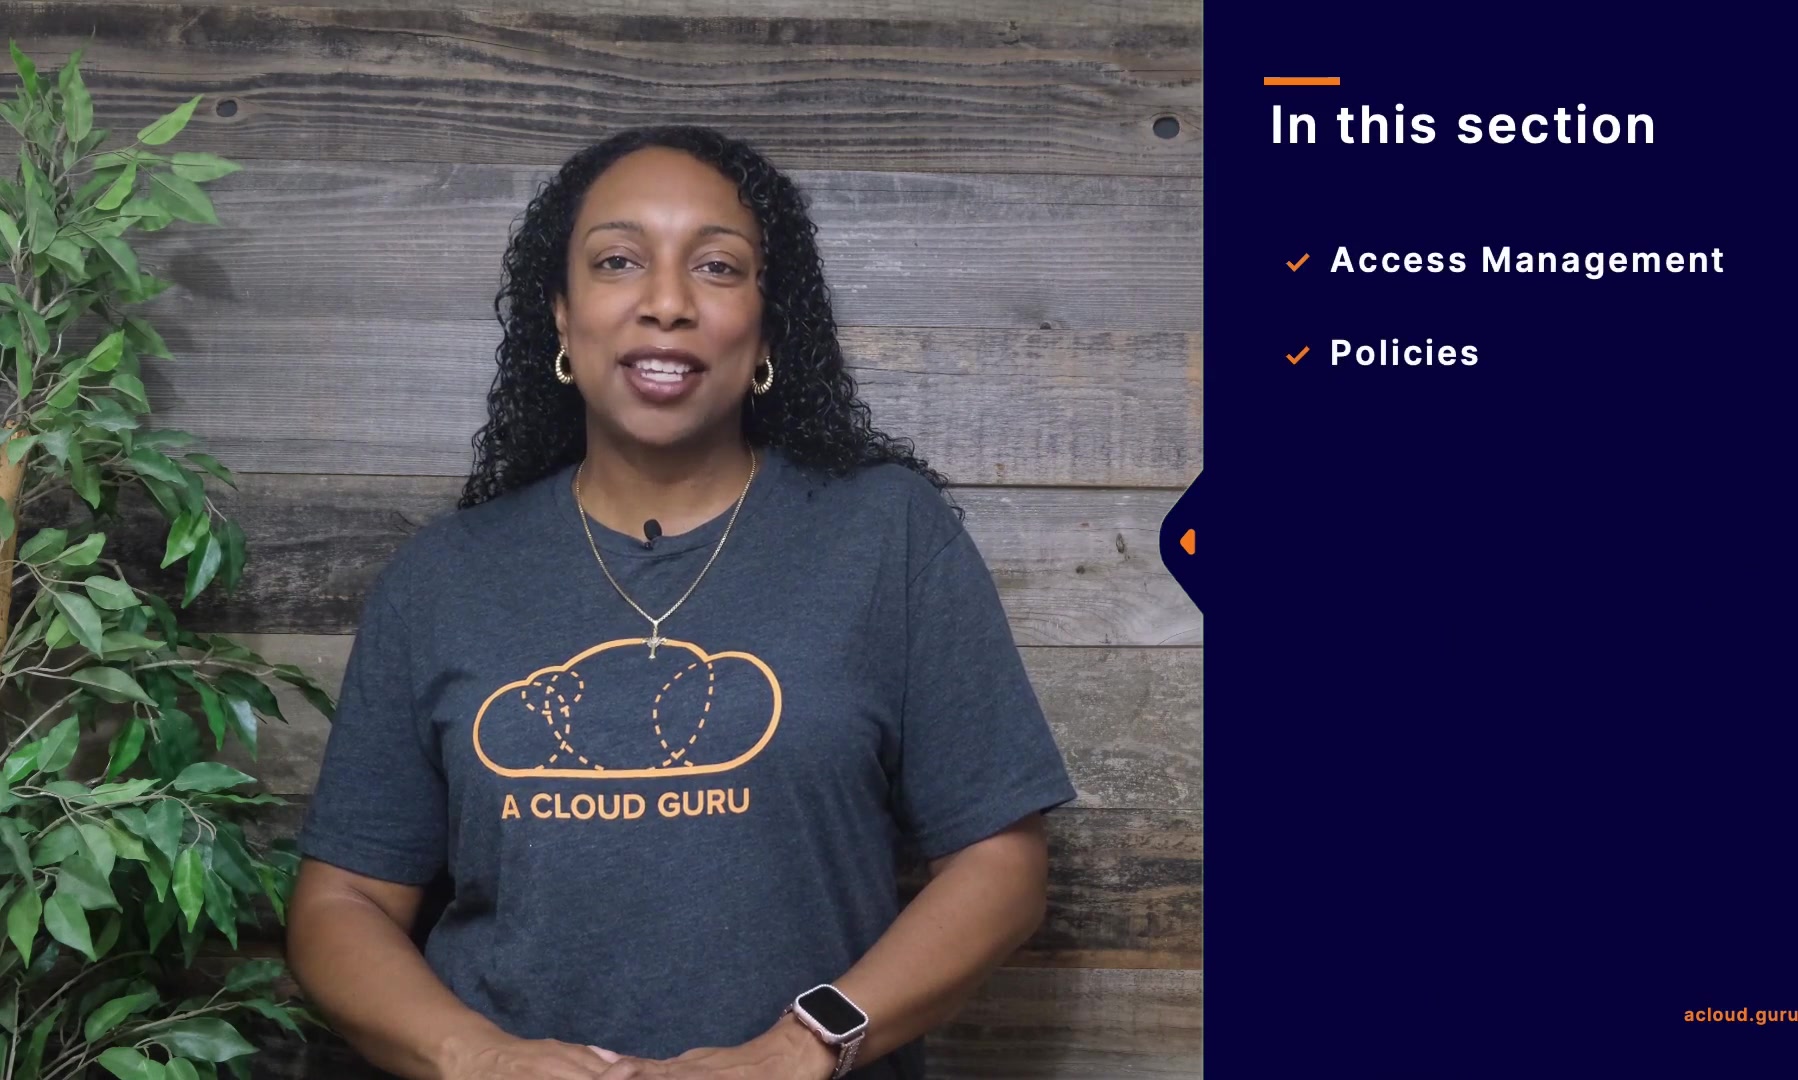 In this section
Access Management
Policies
A CLOUD GURU
acloud.guru